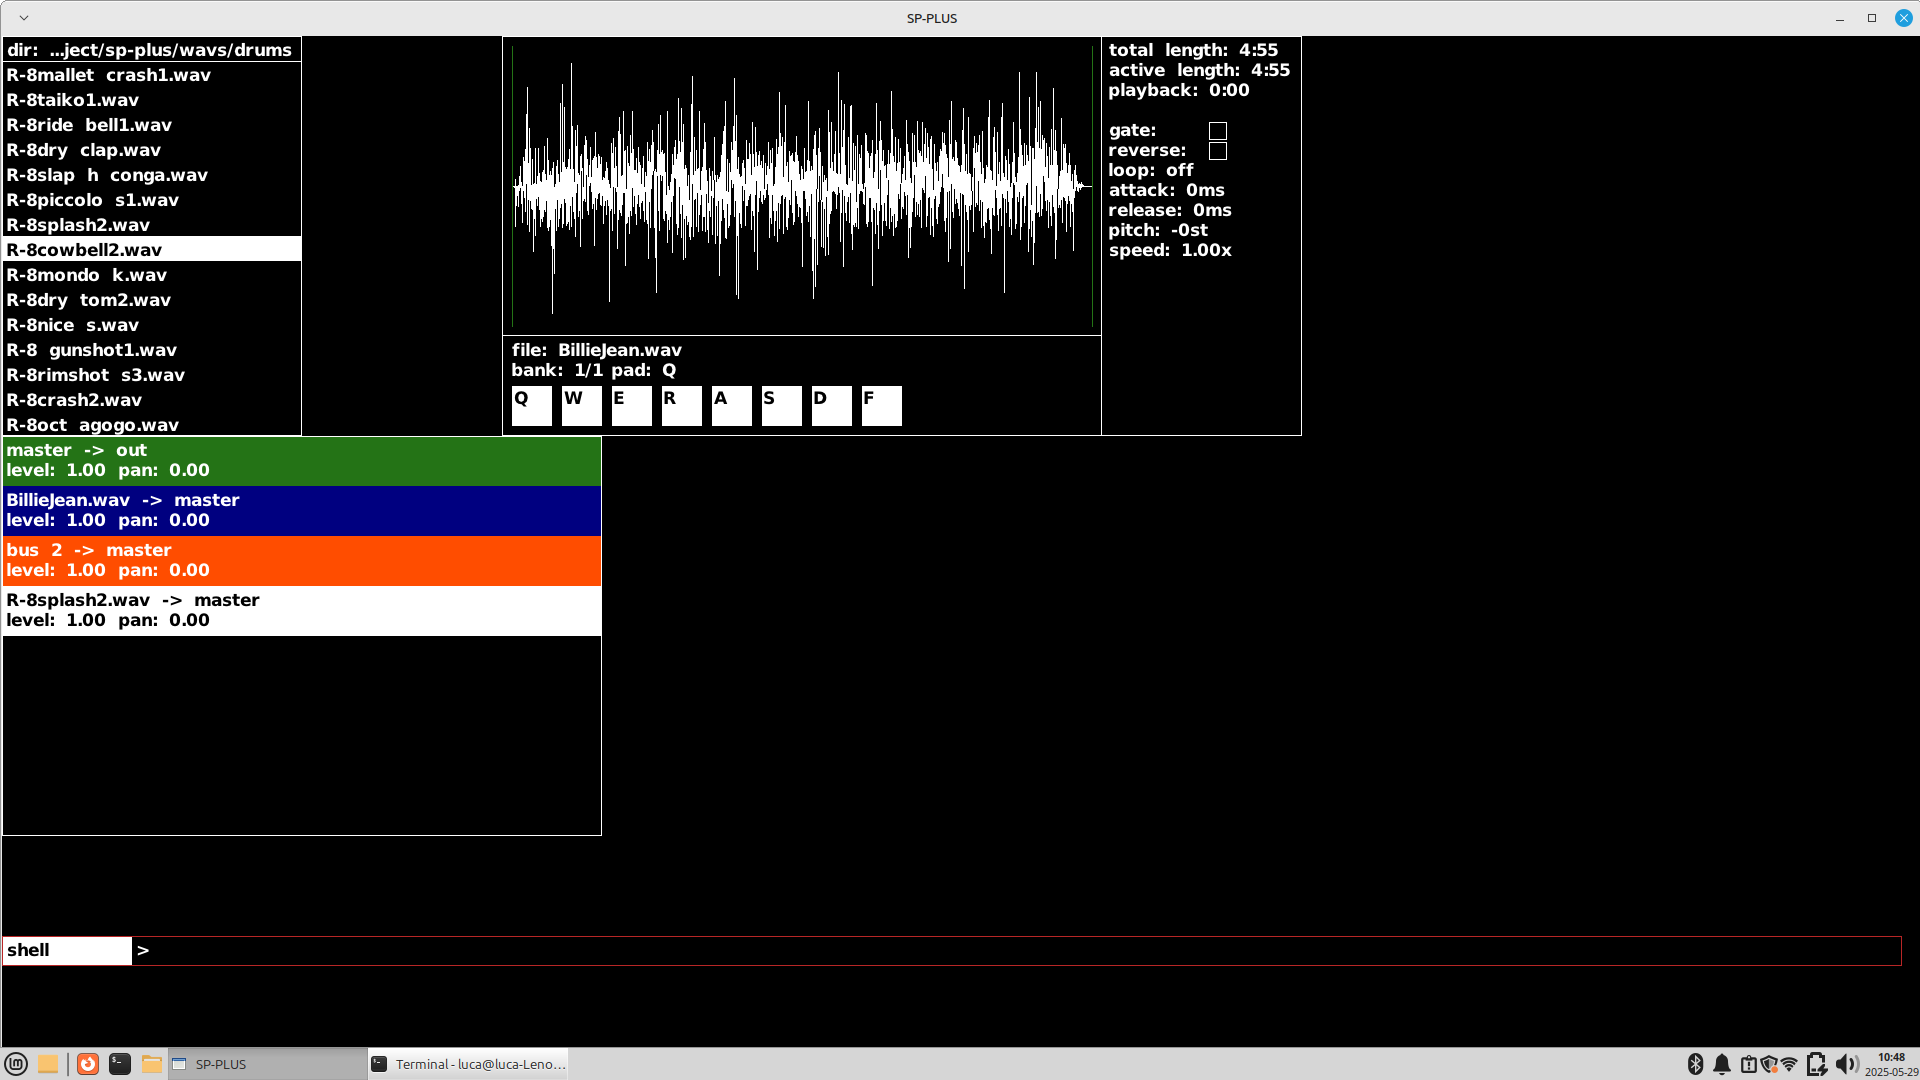 SP-PLUS
dir: ...ject/sp-plus/wavs/drums
R-8mallet crash1.wav
R-8taiko1.wav
R-8ride bell1.wav
R-8dry clap.wav
R-8slap h conga.wav
R-8piccolo s1.wav
R-8splash2.wav
R-8cowbell2.wav
R-8mondo k.wav
R-8dry tom2.wav
R-8nice s.wav
R-8 gunshot1.wav
R-8rimshot s3.wav
R-8crash2.wav
R-8oct agogo.wav
file: BillieJean.wav
bank: 1/1 pad: Q
Q W E R A S D F
total length: 4:55
active length: 4:55
playback: 0:00
gate:
reverse:
loop: off
attack: 0ms
release: 0ms
pitch: -0st
speed: 1.00x
master -> out
level: 1.00 pan: 0.00
BillieJean.wav -> master
level: 1.00 pan: 0.00
bus 2 -> master
level: 1.00 pan: 0.00
R-8splash2.wav -> master
level: 1.00 pan: 0.00
shell >
SP-PLUS
Terminal - luca@luca-Leno...
10:48
2025-05-29